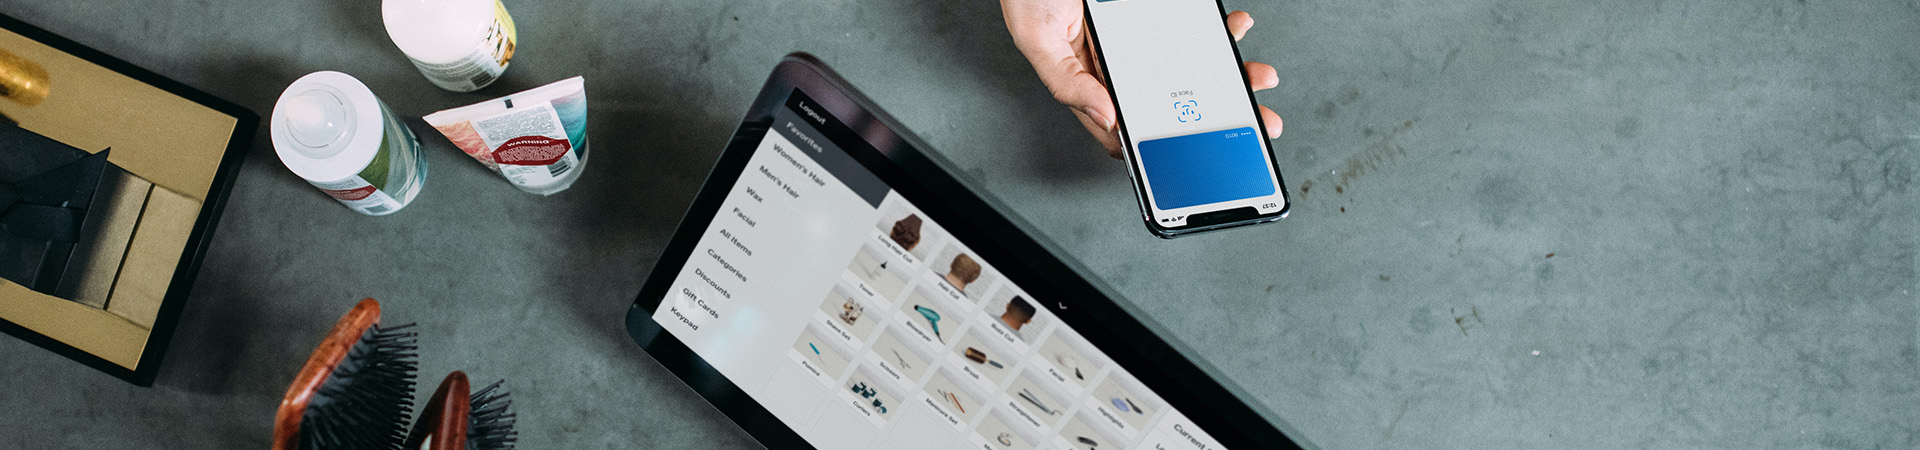 WARNING
Logout
Favorites
Women's Hair
Men's Hair
Wax
Facial
All Items
Categories
Discounts
Gift Cards
Keypad
Long Hair Cut
Hair Cut
Buzz Cut
Facial
Highlights
Toner
Blowdryer
Brush
Straightener
Shave Set
Scissors
Manicure Set
Pumice
Curlers
Current
Face ID
•••• 9010
12:37